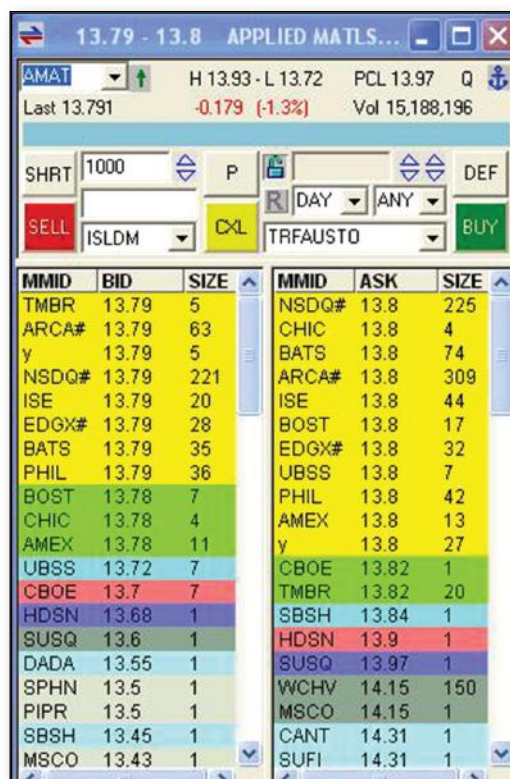 13.79 - 13.8 APPLIED MATLS...
AMAT H 13.93 - L 13.72 PCL 13.97 Q
Last 13.791 -0.179 (-1.3%) Vol 15,188,196
SHRT 1000 P DEF
R DAY ANY
SELL ISLDM CXL TRFAUSTO BUY
MMID BID SIZE MMID ASK SIZE
TMBR 13.79 5 NSDQ# 13.8 225
ARCA# 13.79 63 CHIC 13.8 4
y 13.79 5 BATS 13.8 74
NSDQ# 13.79 221 ARCA# 13.8 309
ISE 13.79 20 ISE 13.8 44
EDGX# 13.79 28 BOST 13.8 17
BATS 13.79 35 EDGX# 13.8 32
PHIL 13.79 36 UBSS 13.8 7
BOST 13.78 7 PHIL 13.8 42
CHIC 13.78 4 AMEX 13.8 13
AMEX 13.78 11 y 13.8 27
UBSS 13.72 7 CBOE 13.82 1
CBOE 13.7 7 TMBR 13.82 20
HDSN 13.68 1 SBSH 13.84 1
SUSQ 13.6 1 HDSN 13.9 1
DADA 13.55 1 SUSQ 13.97 1
SPHN 13.5 1 WCHV 14.15 150
PIPR 13.5 1 MSCO 14.15 1
SBSH 13.45 1 CANT 14.31 1
MSCO 13.43 1 SUFI 14.31 1